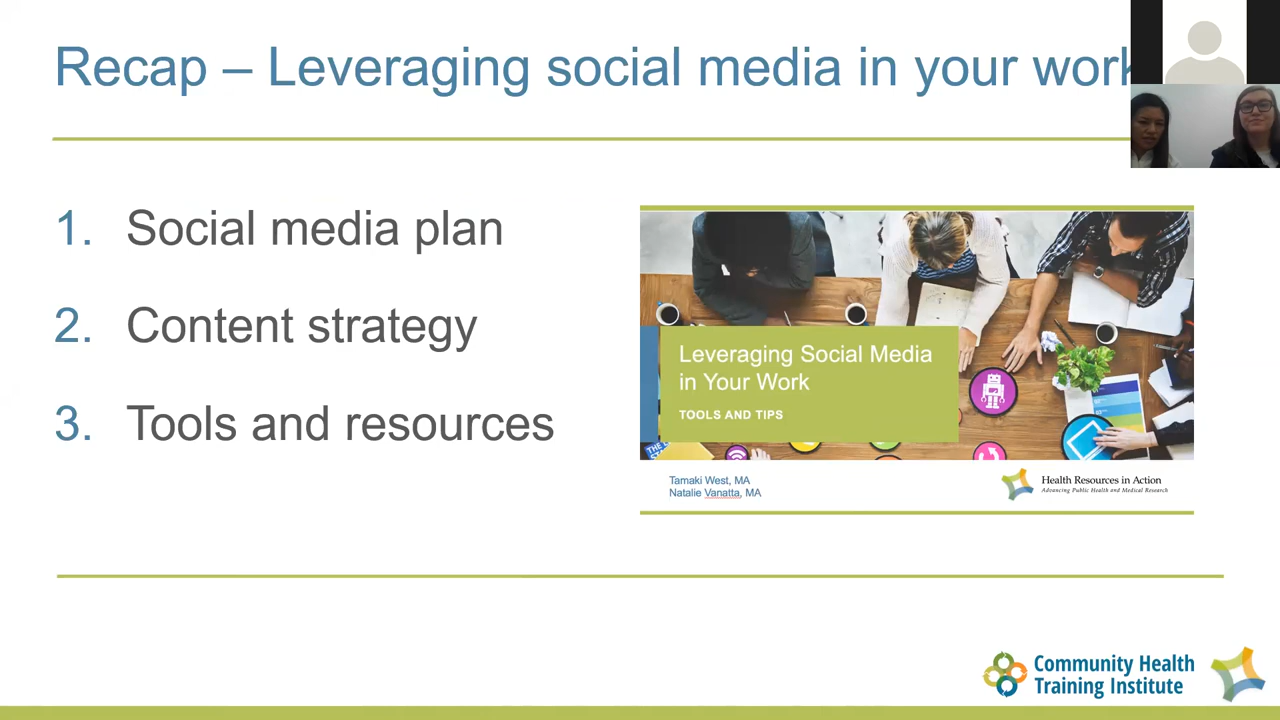 Recap – Leveraging social media in your work
1. Social media plan
2. Content strategy
3. Tools and resources
Leveraging Social Media
in Your Work
TOOLS AND TIPS
Tamaki West, MA
Natalie Vanatta, MA
Health Resources in Action
Advancing Public Health and Medical Research
Community Health
Training Institute